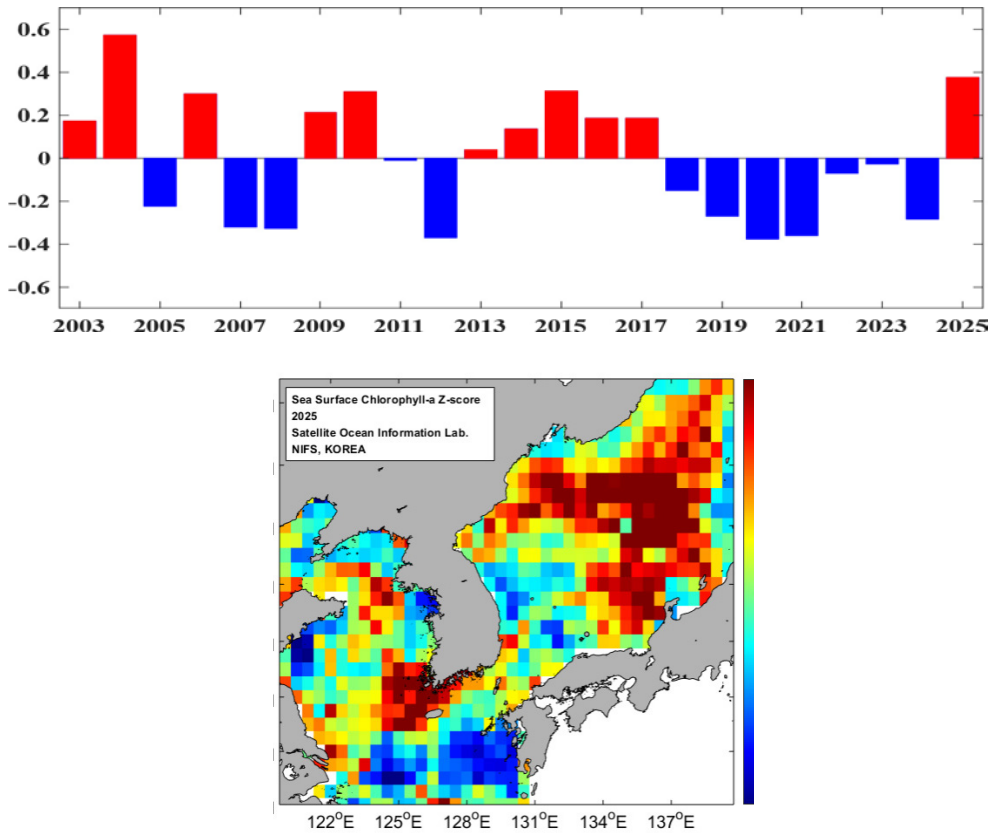 0.6
0.4
0.2
0
-0.2
-0.4
-0.6
2003 2005 2007 2009 2011 2013 2015 2017 2019 2021 2023 2025
Sea Surface Chlorophyll-a Z-score
2025
Satellite Ocean Information Lab.
NIFS, KOREA
122°E 125°E 128°E 131°E 134°E 137°E